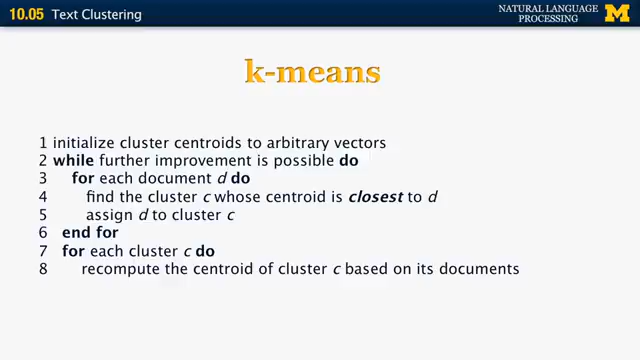 10.05 Text Clustering
NATURAL LANGUAGE
PROCESSING
M
k-means
1 initialize cluster centroids to arbitrary vectors
2 while further improvement is possible do
3 for each document d do
4 find the cluster c whose centroid is closest to d
5 assign d to cluster c
6 end for
7 for each cluster c do
8 recompute the centroid of cluster c based on its documents